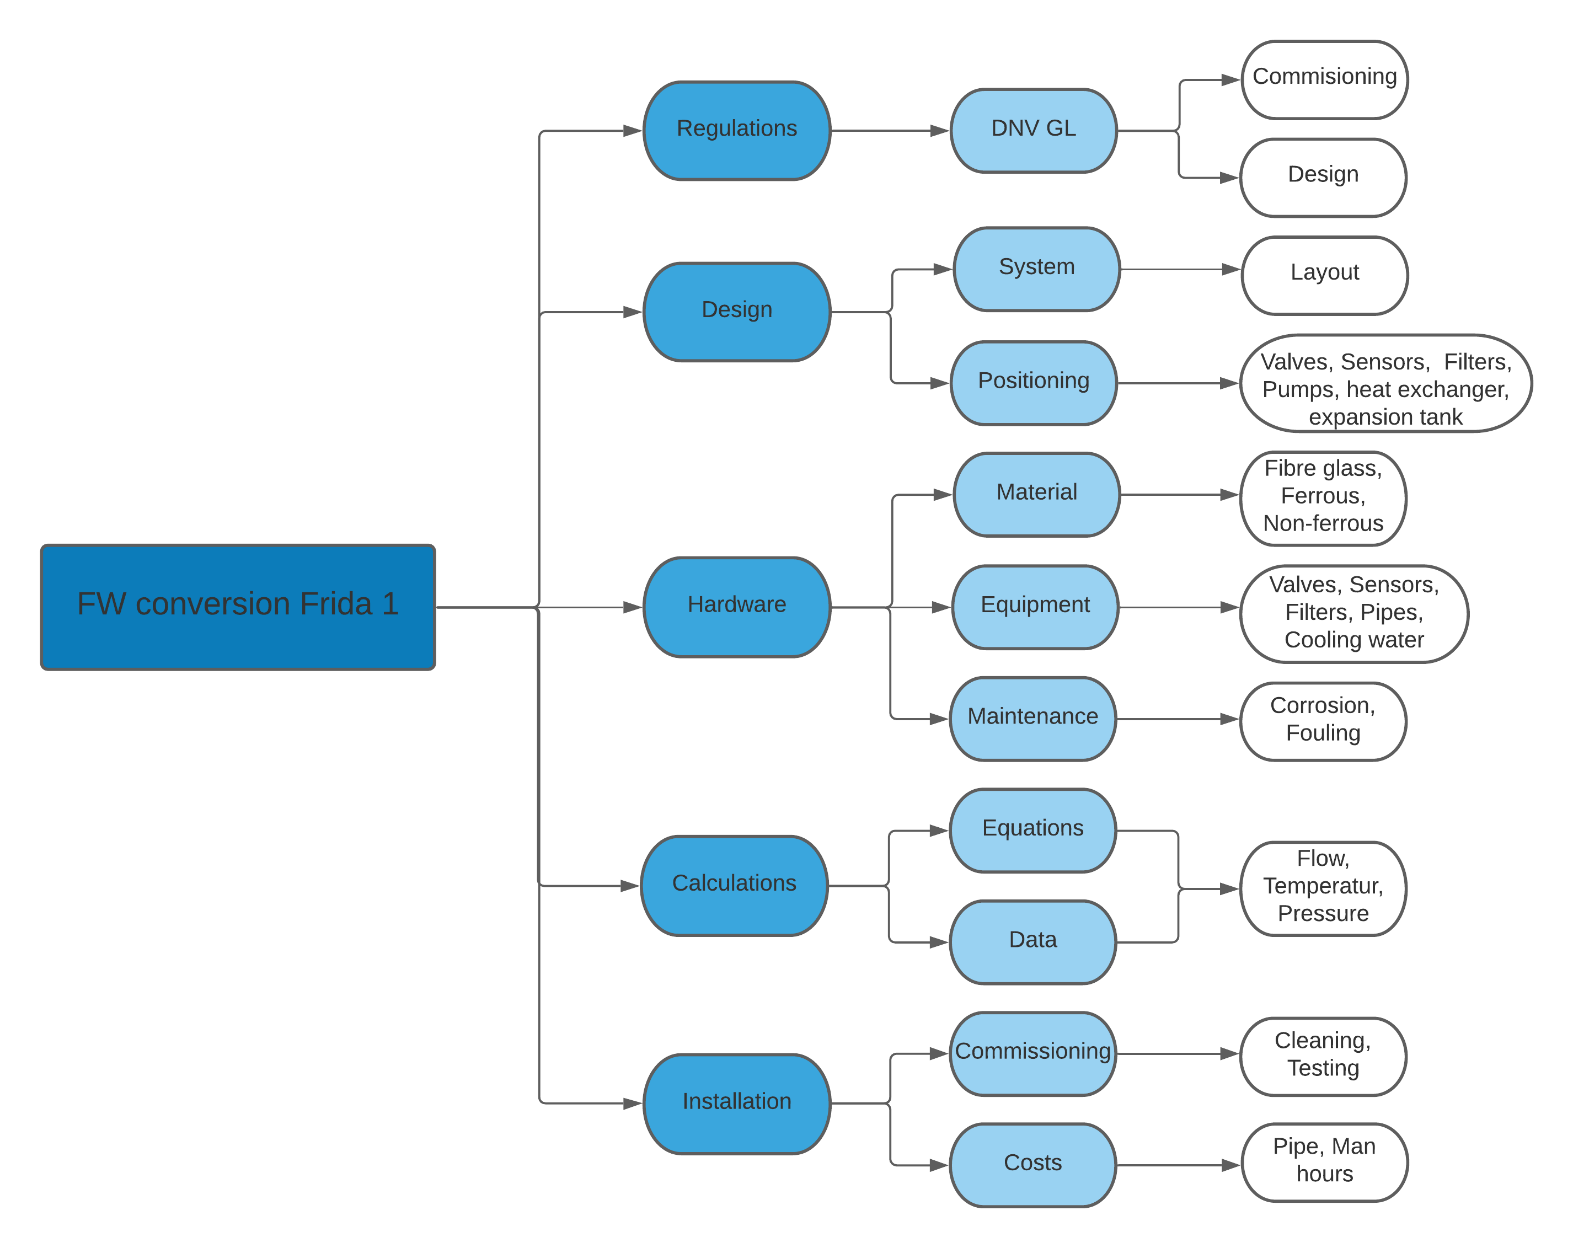 FW conversion Frida 1
Regulations
DNV GL
Commisioning
Design
Design
System
Layout
Positioning
Valves, Sensors,  Filters,
Pumps, heat exchanger,
expansion tank
Hardware
Material
Fibre glass,
Ferrous,
Non-ferrous
Equipment
Valves, Sensors,
Filters, Pipes,
Cooling water
Maintenance
Corrosion,
Fouling
Calculations
Equations
Data
Flow,
Temperatur,
Pressure
Installation
Commissioning
Cleaning,
Testing
Costs
Pipe, Man
hours